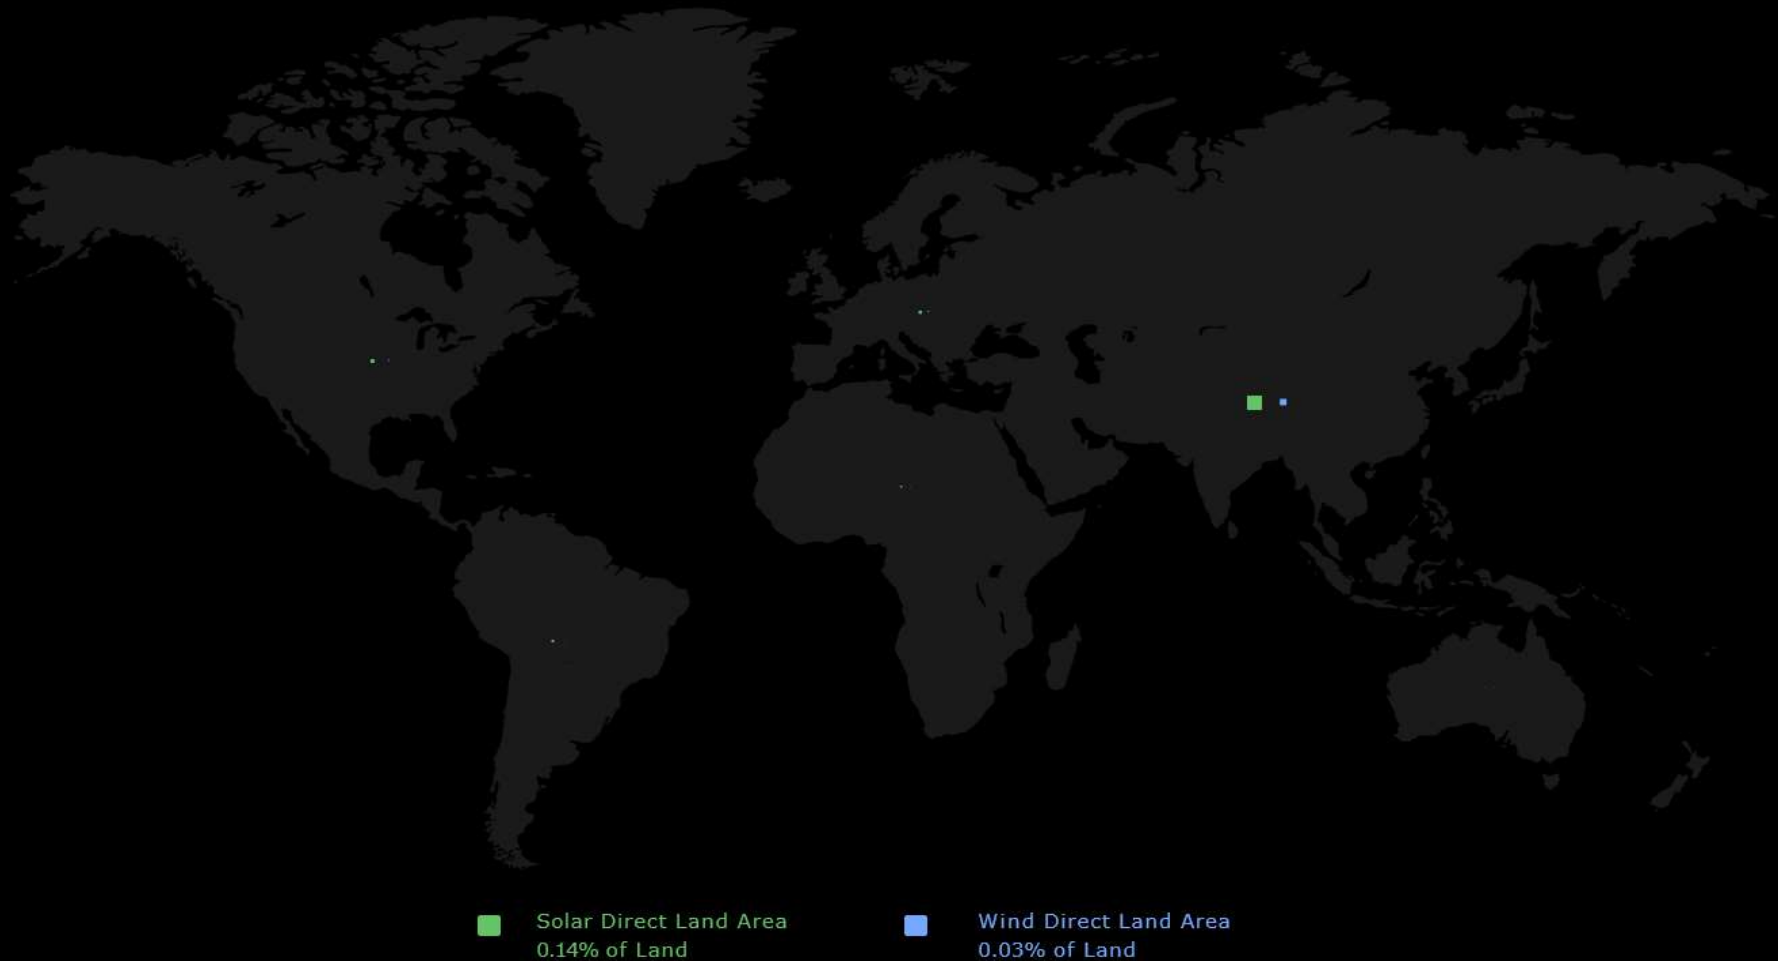 Solar Direct Land Area
0.14% of Land
Wind Direct Land Area
0.03% of Land